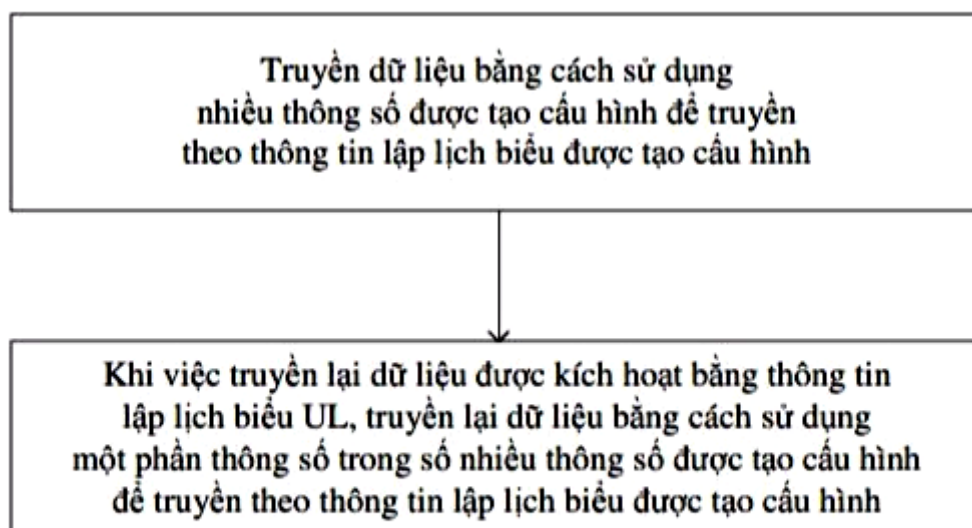 Truyền dữ liệu bằng cách sử dụng
nhiều thông số được tạo cấu hình để truyền
theo thông tin lập lịch biểu được tạo cấu hình
Khi việc truyền lại dữ liệu được kích hoạt bằng thông tin
lập lịch biểu UL, truyền lại dữ liệu bằng cách sử dụng
một phần thông số trong số nhiều thông số được tạo cấu hình
để truyền theo thông tin lập lịch biểu được tạo cấu hình